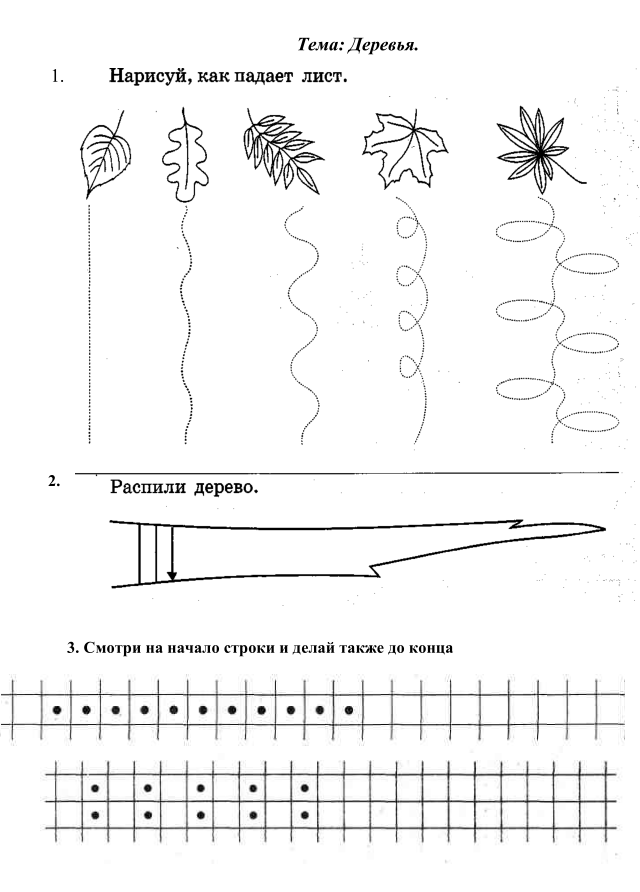 Тема: Деревья.
1. Нарисуй, как падает лист.
2. Распили дерево.
3. Смотри на начало строки и делай также до конца